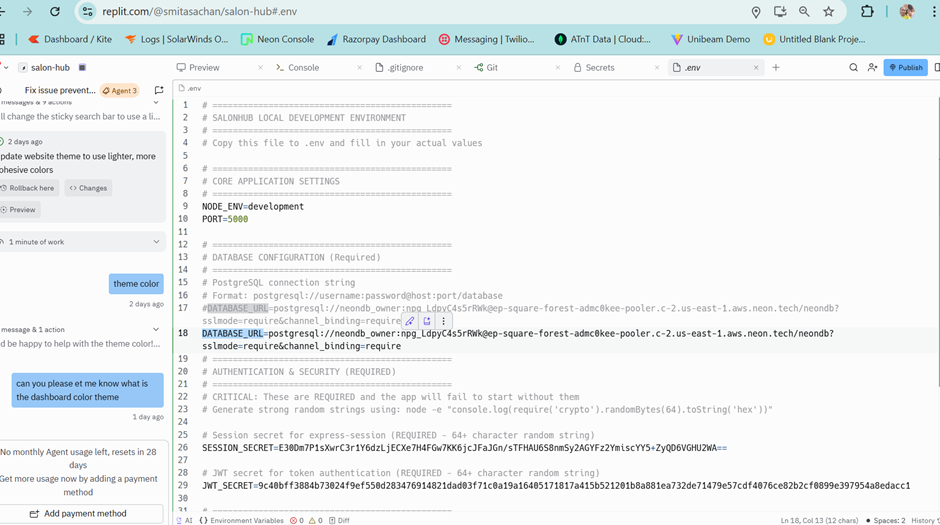 replit.com/@smitasachan/salon-hub#.env
Dashboard / Kite
Logs | SolarWinds O...
Neon Console
Razorpay Dashboard
Messaging | Twilio...
ATnT Data | Cloud:...
Unibeam Demo
Untitled Blank Proje...
salon-hub
Preview
Console
.gitignore
Git
Secrets
.env
Publish
Fix issue prevent...
Agent 3
.env
messages & 9 actions
ll change the sticky search bar to use a li...
2 days ago
pdate website theme to use lighter, more
ohesive colors
Rollback here
Changes
Preview
1 minute of work
theme color
2 days ago
message & 1 action
d be happy to help with the theme color!...
can you please et me know what is
the dashboard color theme
1 day ago
No monthly Agent usage left, resets in 28
days
Get more usage now by adding a payment
method
Add payment method
1 # ==============================================
2 # SALONHUB LOCAL DEVELOPMENT ENVIRONMENT
3 # ==============================================
4 # Copy this file to .env and fill in your actual values
5
6 # ==============================================
7 # CORE APPLICATION SETTINGS
8 # ==============================================
9 NODE_ENV=development
10 PORT=5000
11
12 # ==============================================
13 # DATABASE CONFIGURATION (Required)
14 # ==============================================
15 # PostgreSQL connection string
16 # Format: postgresql://username:password@host:port/database
17 #DATABASE_URL=postgresql://neondb_owner:npg_LdpyC4s5rRWk@ep-square-forest-admc0kee-pooler.c-2.us-east-1.aws.neon.tech/neondb?
sslmode=require&channel_binding=require
18 DATABASE_URL=postgresql://neondb_owner:npg_LdpyC4s5rRWk@ep-square-forest-admc0kee-pooler.c-2.us-east-1.aws.neon.tech/neondb?
sslmode=require&channel_binding=require
19 # ==============================================
20 # AUTHENTICATION & SECURITY (REQUIRED)
21 # ==============================================
22 # CRITICAL: These are REQUIRED and the app will fail to start without them
23 # Generate strong random strings using: node -e "console.log(require('crypto').randomBytes(64).toString('hex'))"
24
25 # Session secret for express-session (REQUIRED - 64+ character random string)
26 SESSION_SECRET=E30Dm7P1sXwrC3r1Y6dzLjECXe7H4FGw7KK6jcJFaJGn/sTFHAU6S8nmSy2AGYFz2YmiscYY5+ZyQD6VGHU2WA==
27
28 # JWT secret for token authentication (REQUIRED - 64+ character random string)
29 JWT_SECRET=9c40bff3884b73024f9ef550d283476914821dad03f71c0a19a16405171817a415b521201b8a881ea732de71479e57cdf4076ce82b2cf0899e397954a8edacc1
30
31 # ==============================================
AI
Environment Variables
0
0
Diff
Ln 18, Col 13 (12 chars)
Spaces: 2
History